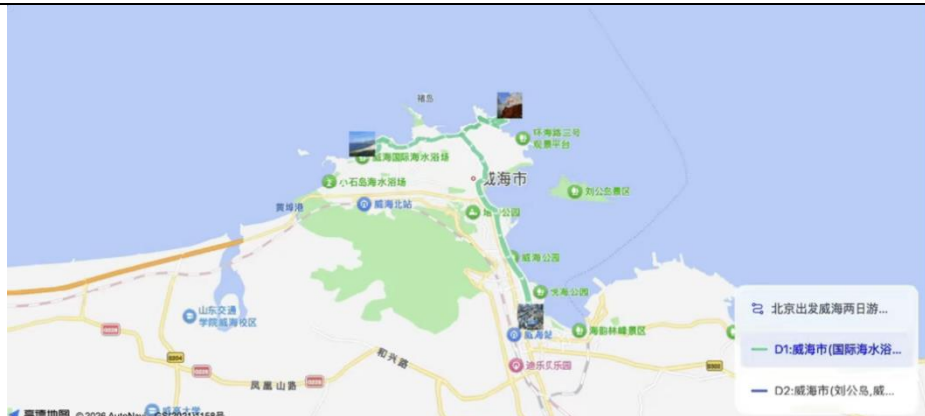 褚岛
环海路三号
观景平台
威海国际海水浴场
小石岛海水浴场
威海市
刘公岛景区
黄埠港
威海北站
公园
威海公园
悦海公园
山东交通
学院威海校区
威海站
海韵林峰景区
迪乐贝乐园
和兴路
凤凰山路
北京出发威海两日游...
D1:威海市(国际海水浴...
D2:威海市(刘公岛,威...
高德地图 © 2026 AutoNavi